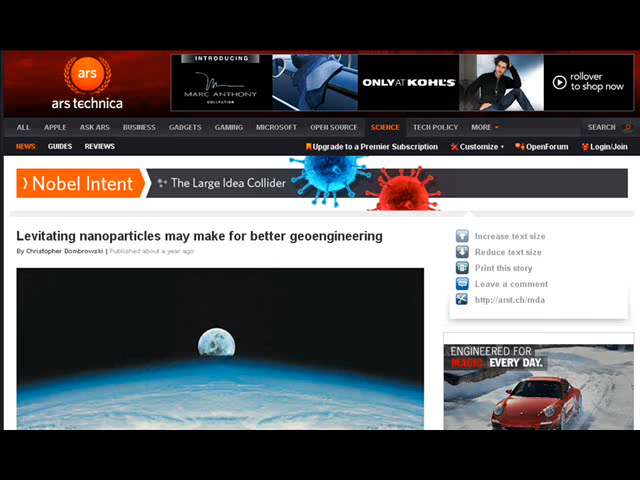 INTRODUCING
MARC ANTHONY
COLLECTION
ONLY AT KOHL'S
rollover
to shop now
ars
ars technica
ALL APPLE ASK ARS BUSINESS GADGETS GAMING MICROSOFT OPEN SOURCE SCIENCE TECH POLICY MORE SEARCH
NEWS GUIDES REVIEWS Upgrade to a Premier Subscription Customize OpenForum Login/Join
Nobel Intent The Large Idea Collider
Levitating nanoparticles may make for better geoengineering
By Christopher Dombrowski | Published about a year ago
Increase text size
Reduce text size
Print this story
Leave a comment
http://arst.ch/mda
ENGINEERED FOR
MAGIC. EVERY DAY.